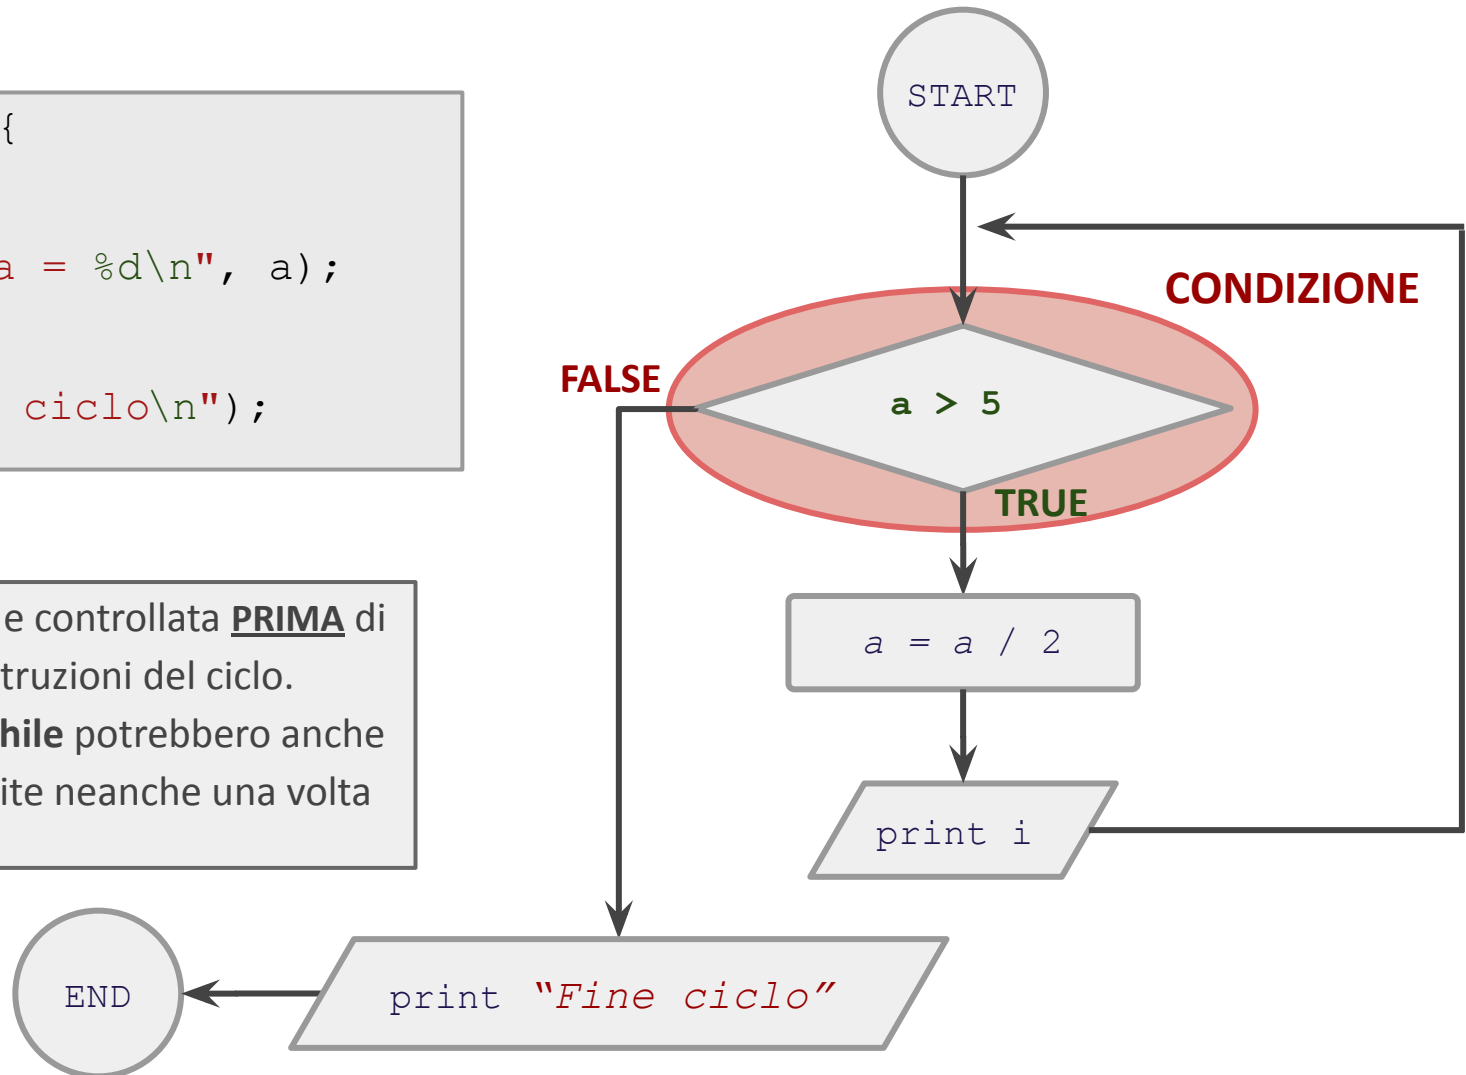 {
a = %d\n", a);
ciclo\n");
e controllata PRIMA di
truzioni del ciclo.
hile potrebbero anche
ite neanche una volta
START
CONDIZIONE
FALSE
a > 5
TRUE
a = a / 2
print i
print “Fine ciclo”
END